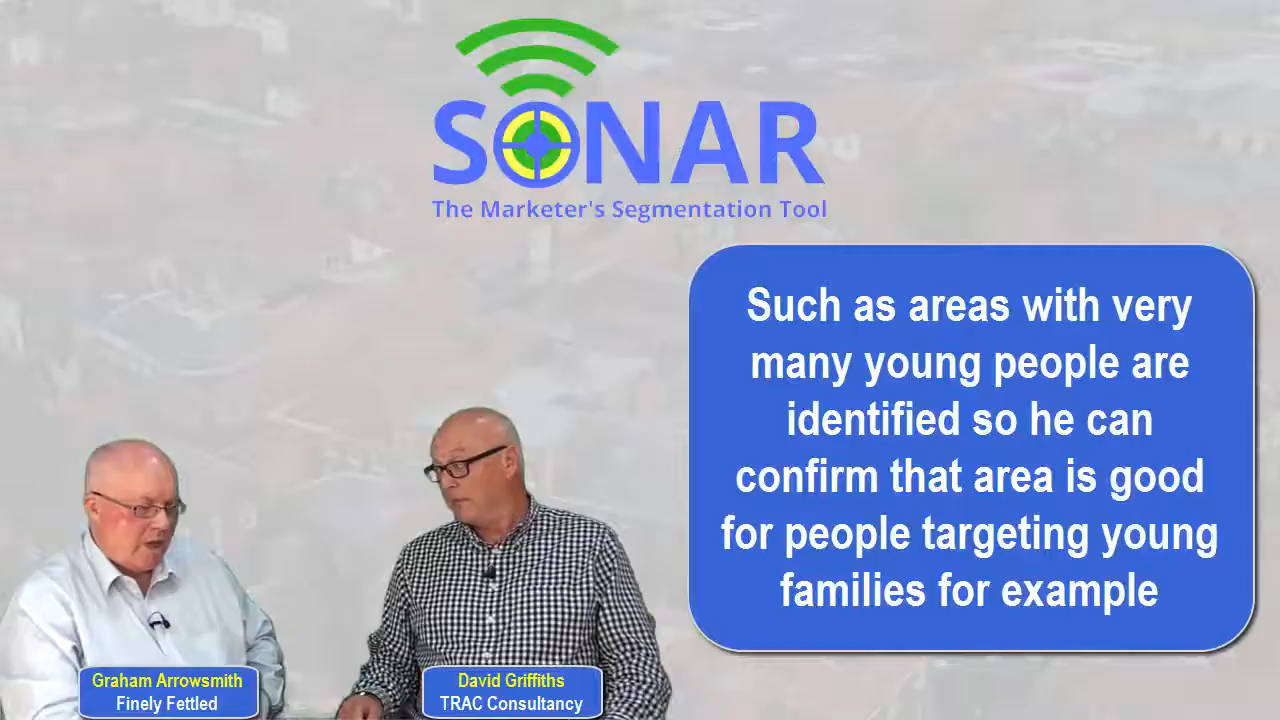 SONAR
The Marketer's Segmentation Tool
Such as areas with very
many young people are
identified so he can
confirm that area is good
for people targeting young
families for example
Graham Arrowsmith
Finely Fettled
David Griffiths
TRAC Consultancy